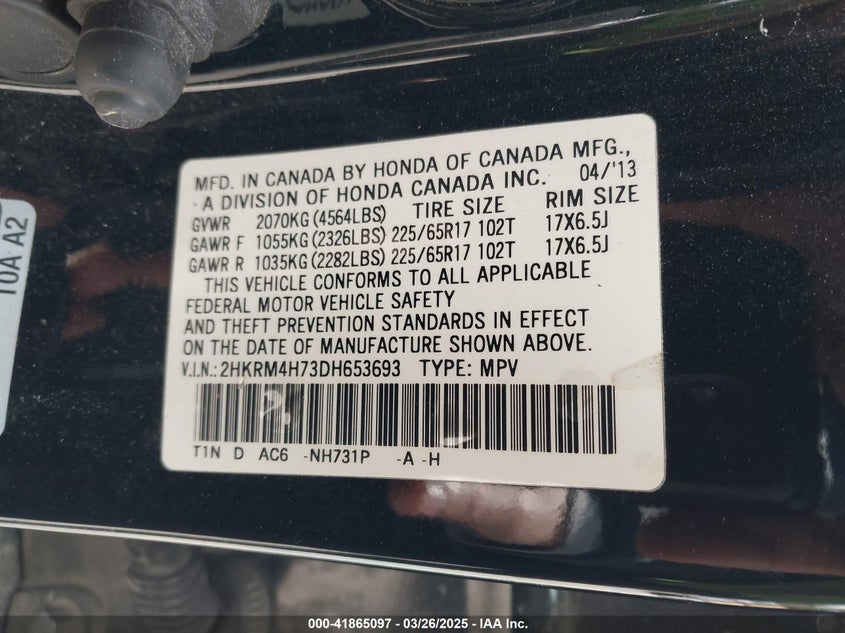 MFD. IN CANADA BY HONDA OF CANADA MFG.,
A DIVISION OF HONDA CANADA INC. 04/'13
GVWR 2070KG (4564LBS) TIRE SIZE RIM SIZE
GAWR F 1055KG (2326LBS) 225/65R17 102T 17X6.5J
GAWR R 1035KG (2282LBS) 225/65R17 102T 17X6.5J
THIS VEHICLE CONFORMS TO ALL APPLICABLE
FEDERAL MOTOR VEHICLE SAFETY
AND THEFT PREVENTION STANDARDS IN EFFECT
ON THE DATE OF MANUFACTURE SHOWN ABOVE.
V.I.N.: 2HKRM4H73DH653693 TYPE: MPV
T1N D AC6 -NH731P -A -H
T0A A2
000-41865097 — 03/26/2025 - IAA Inc.